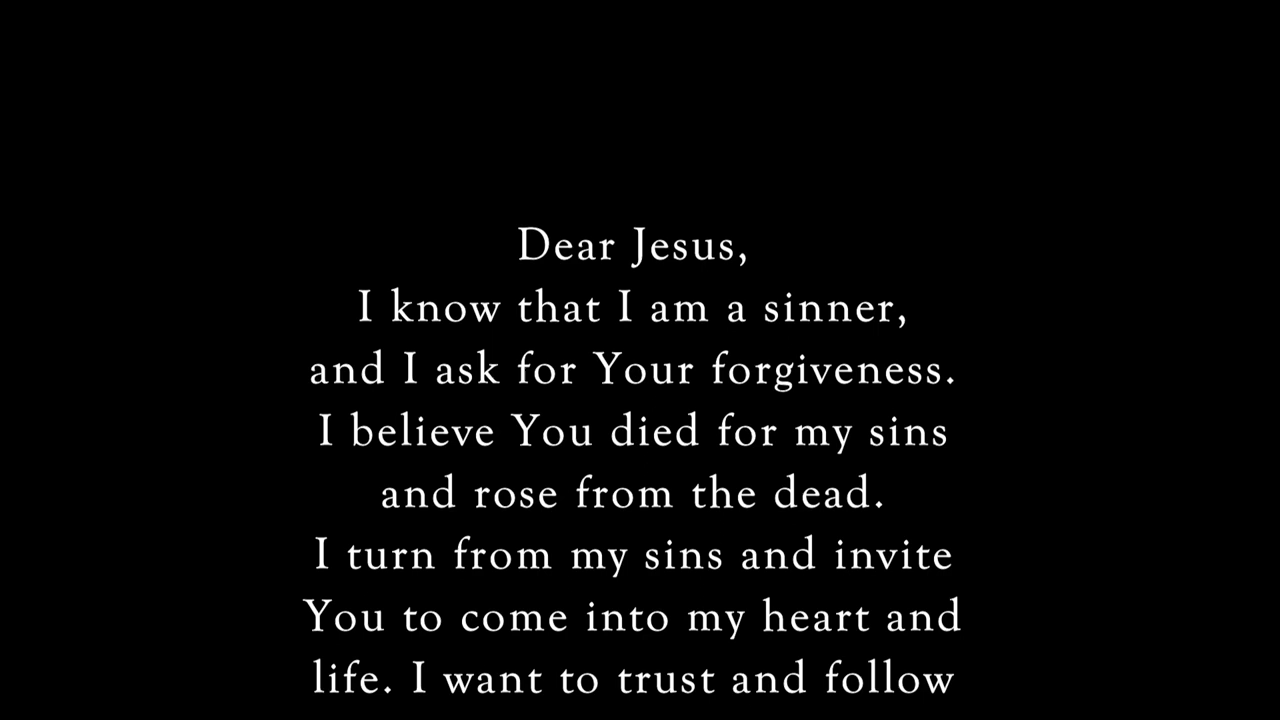 Dear Jesus,
I know that I am a sinner,
and I ask for Your forgiveness.
I believe You died for my sins
and rose from the dead.
I turn from my sins and invite
You to come into my heart and
life. I want to trust and follow